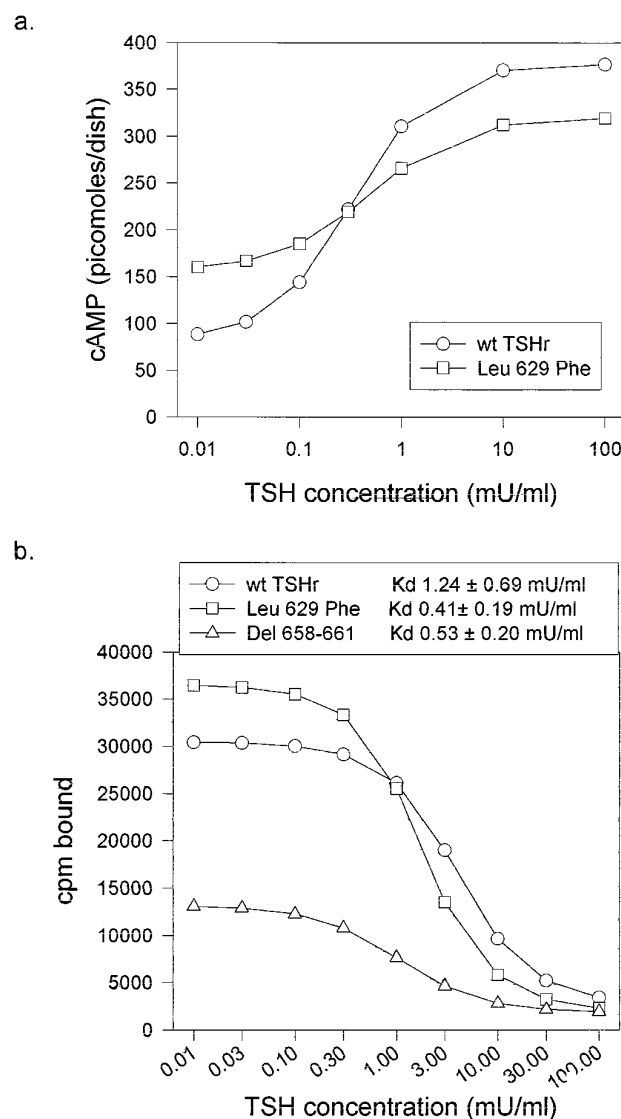 a.
400
350
300
250
200
150
100
50
0
cAMP (picomoles/dish)
wt TSHr
Leu 629 Phe
0.01 0.1 1 10 100
TSH concentration (mU/ml)
b.
wt TSHr Kd 1.24 ± 0.69 mU/ml
Leu 629 Phe Kd 0.41± 0.19 mU/ml
Del 658-661 Kd 0.53 ± 0.20 mU/ml
40000
35000
30000
25000
20000
15000
10000
5000
0
cpm bound
0.01 0.03 0.10 0.30 1.00 3.00 10.00 30.00 100.00
TSH concentration (mU/ml)